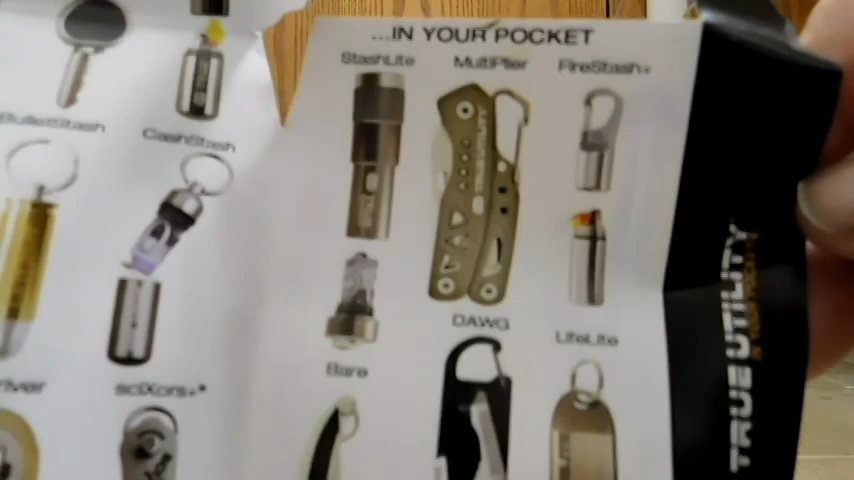 ...IN YOUR POCKET
StashLite
MultiPlier
FireStash+
BulletStash
CashStash
DAWG
LifeLite
Bare
sciXors+*
TRUE UTILITY